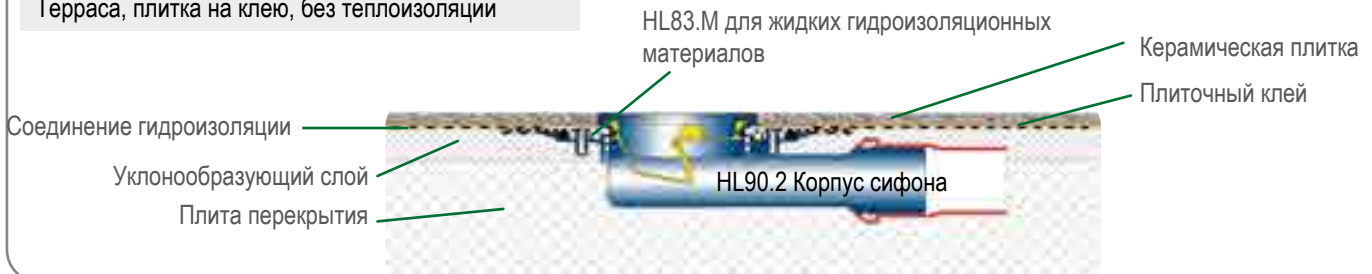 Терраса, плитка на клею, без теплоизоляции
HL83.M для жидких гидроизоляционных
материалов
Керамическая плитка
Плиточный клей
Соединение гидроизоляции
Уклонообразующий слой
HL90.2 Корпус сифона
Плита перекрытия